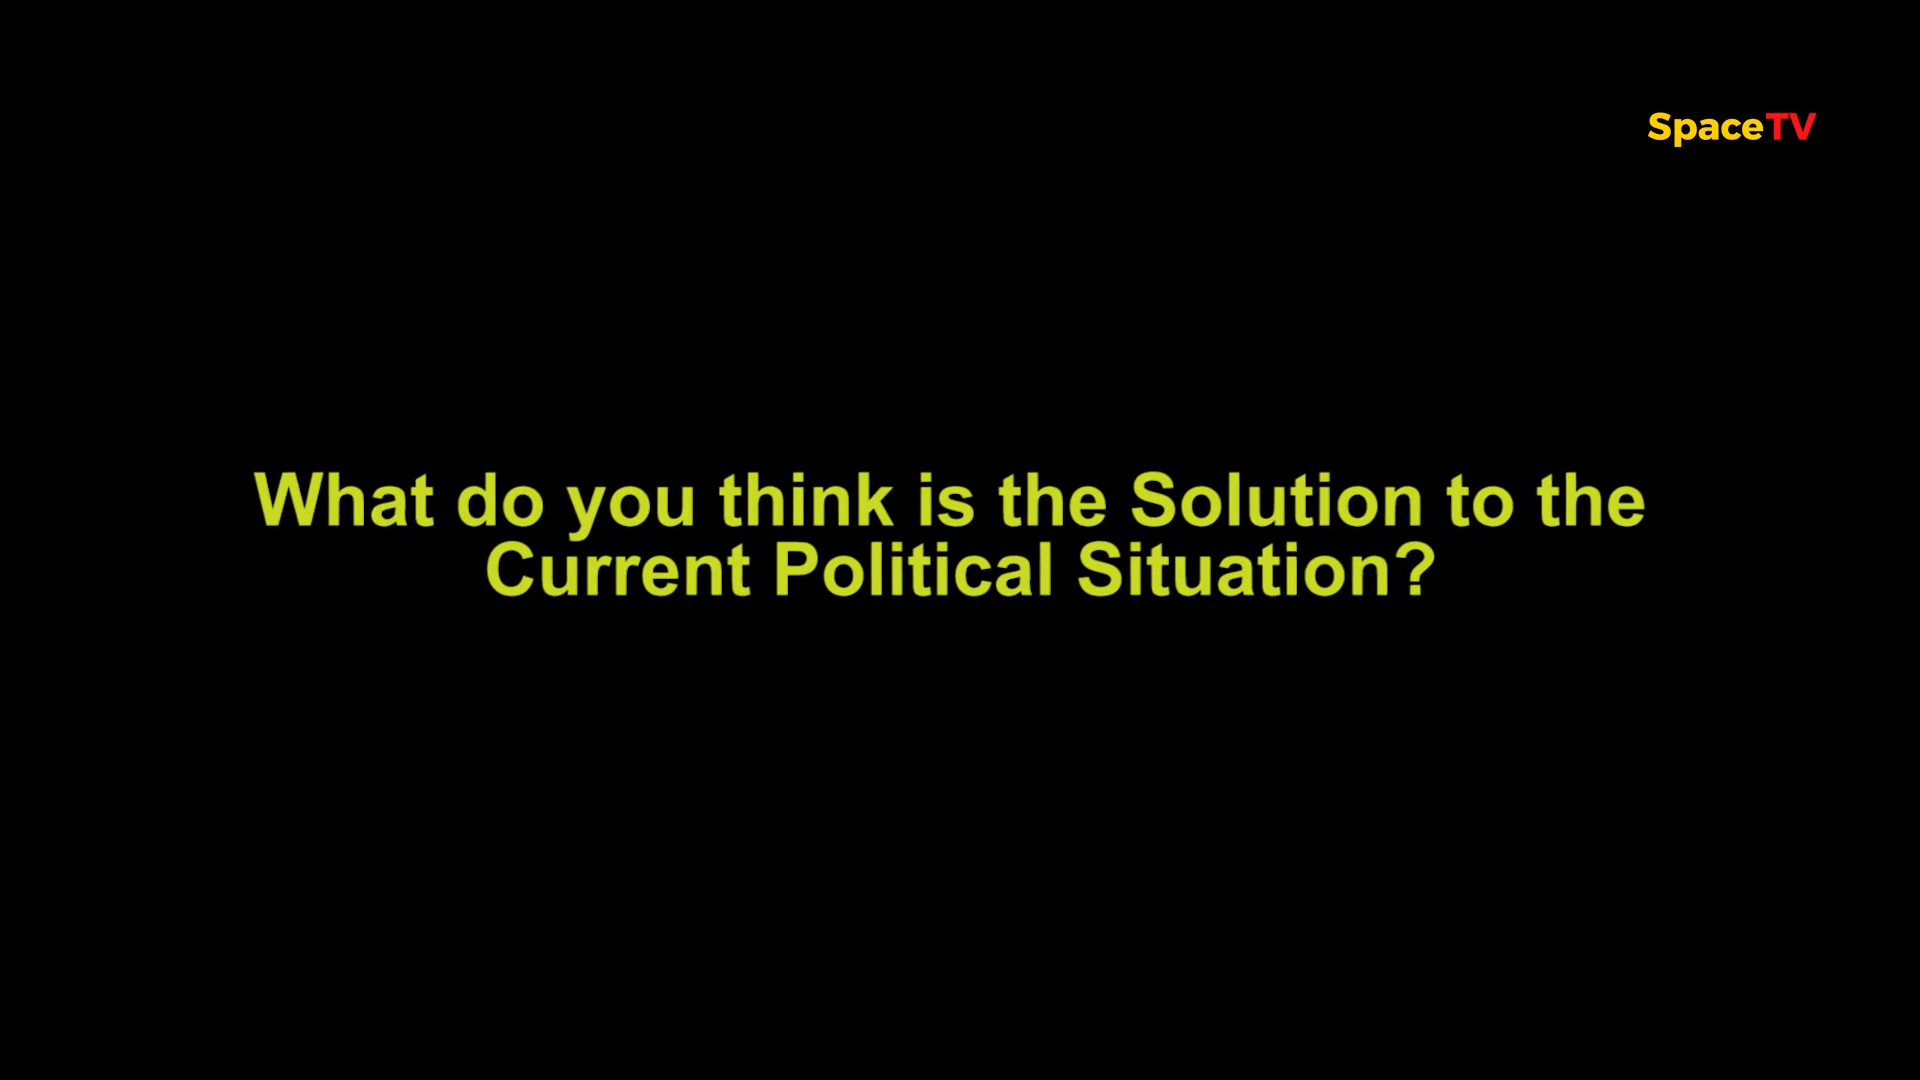 SpaceTV
What do you think is the Solution to the
Current Political Situation?